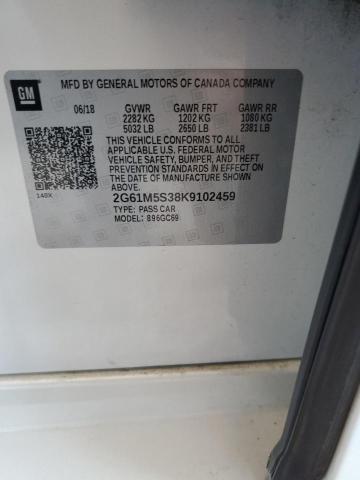 GM
MFD BY GENERAL MOTORS OF CANADA COMPANY
06/18 GVWR GAWR FRT GAWR RR
2282 KG 1202 KG 1080 KG
5032 LB 2650 LB 2381 LB
THIS VEHICLE CONFORMS TO ALL
APPLICABLE U.S. FEDERAL MOTOR
VEHICLE SAFETY, BUMPER, AND THEFT
PREVENTION STANDARDS IN EFFECT ON
THE DATE OF MANUFACTURE SHOWN
ABOVE.
148X 2G61M5S38K9102459
TYPE: PASS CAR
MODEL: 896GC69